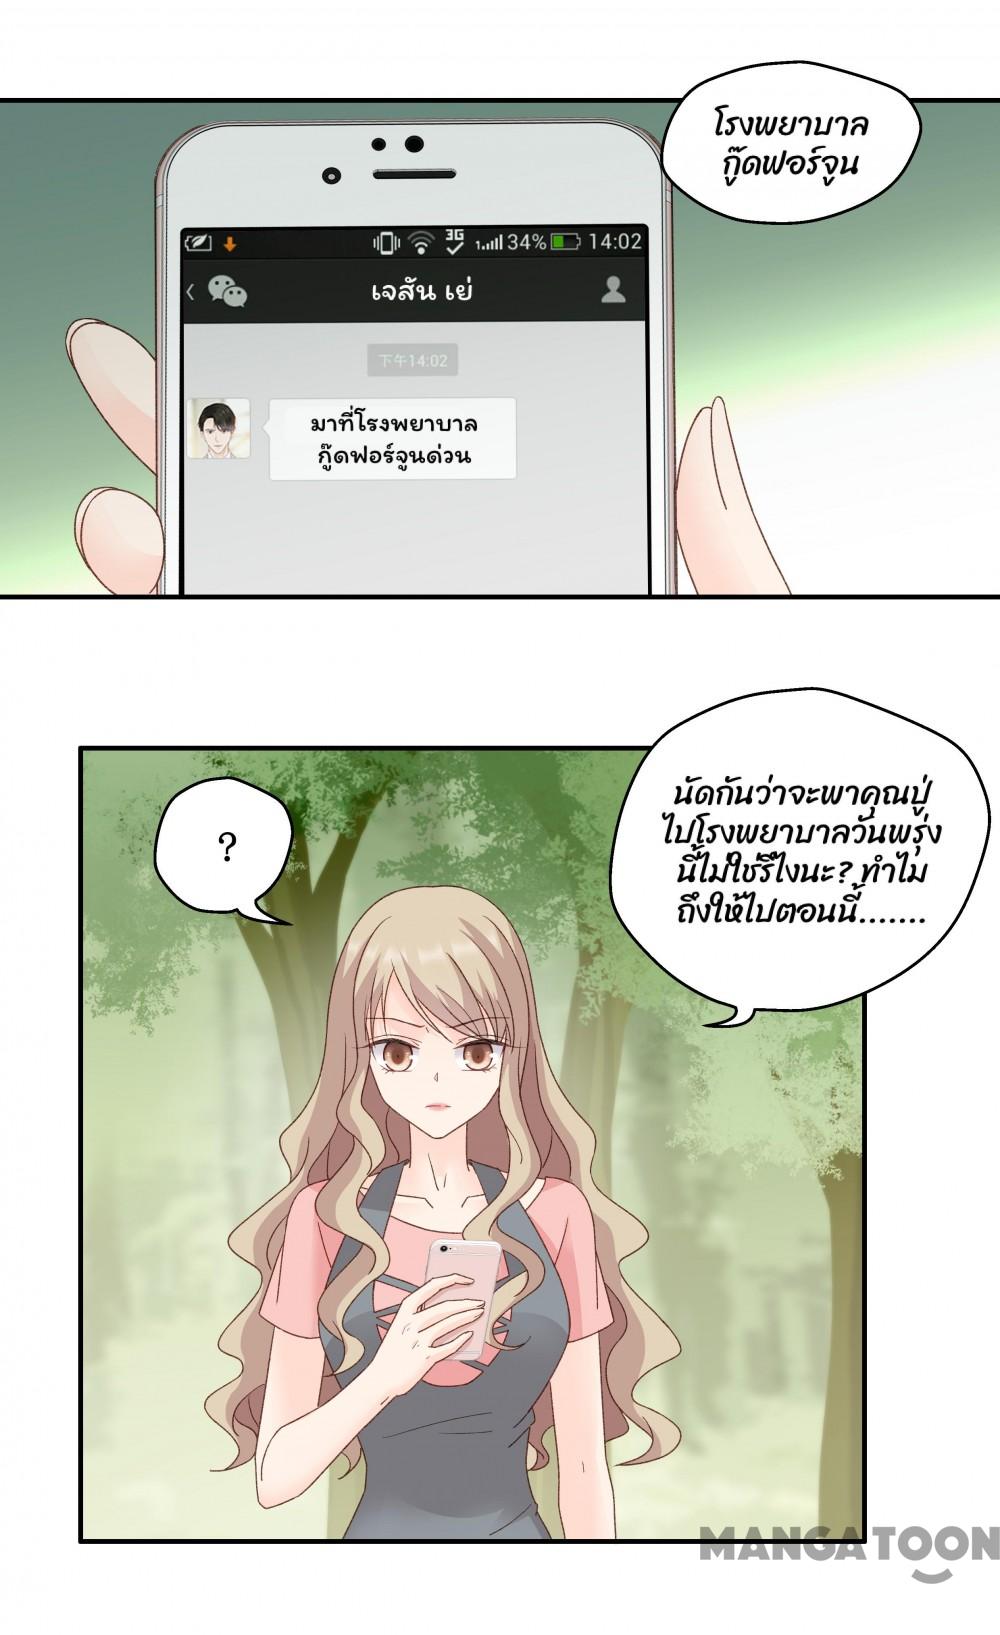 โรงพยาบาล
กู๊ดฟอร์จูน
3G
34%
14:02
เจสัน เย่
下午14:02
มาที่โรงพยาบาล
กู๊ดฟอร์จูนด่วน
?
นัดกันว่าจะพาคุณปู่
ไปโรงพยาบาลวันพรุ่ง
นี้ไม่ใช่รึไงนะ? ทำไม
ถึงให้ไปตอนนี้.......
MANGATOON